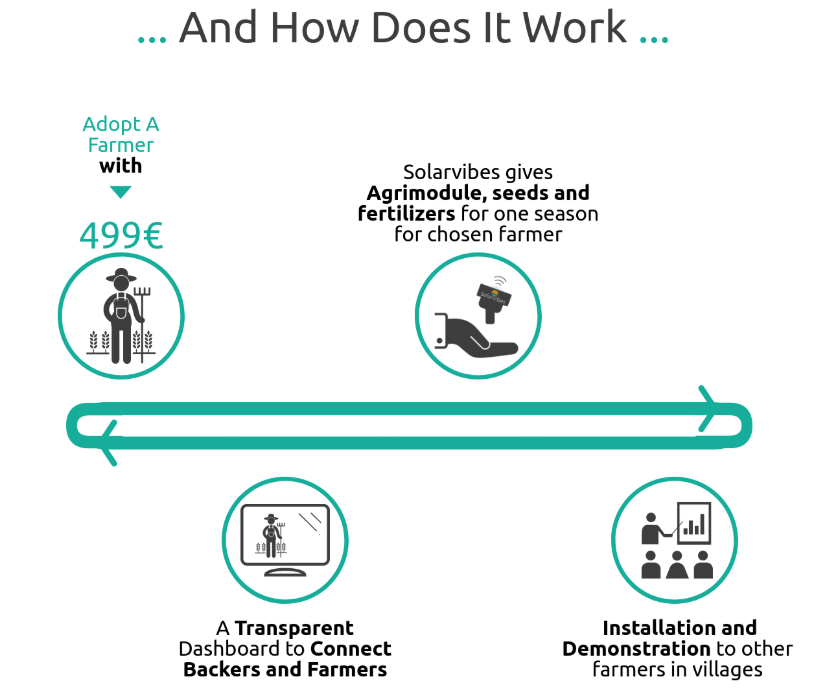 ... And How Does It Work ...
Adopt A
Farmer
with
499€
Solarvibes gives
Agrimodule, seeds and
fertilizers for one season
for chosen farmer
A Transparent
Dashboard to Connect
Backers and Farmers
Installation and
Demonstration to other
farmers in villages